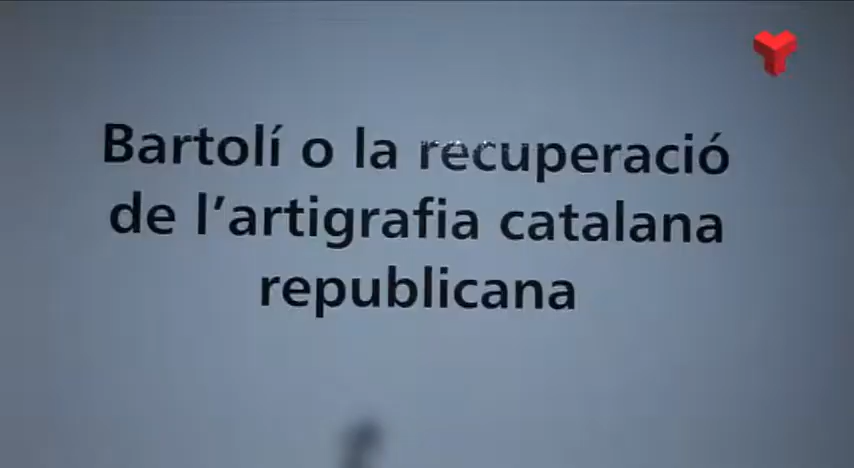 Bartolí o la recuperació
de l’artigrafia catalana
republicana